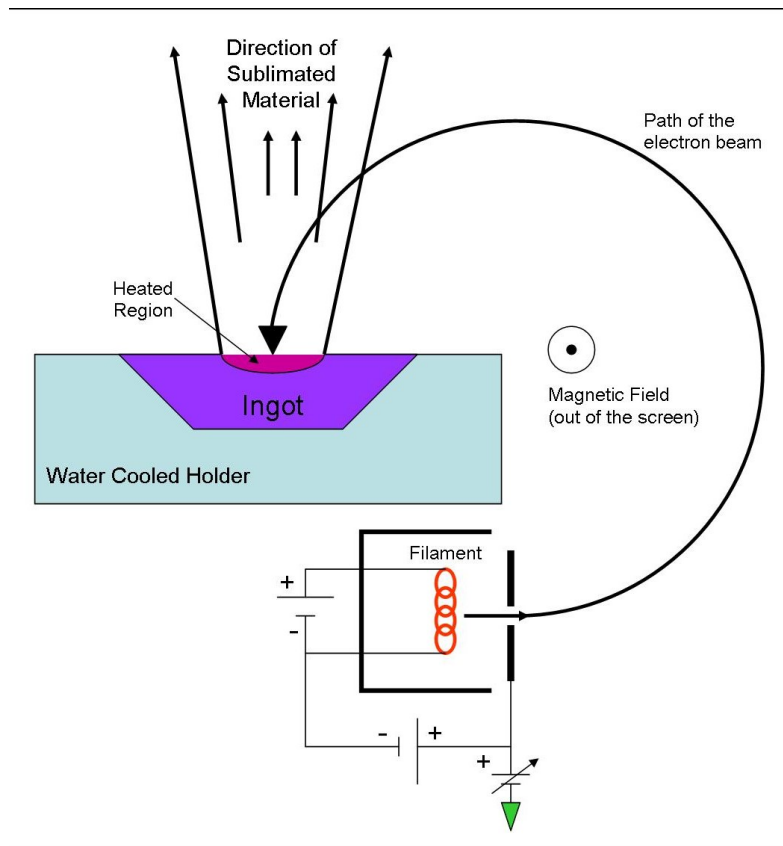 Direction of
Sublimated
Material
Path of the
electron beam
Heated
Region
Magnetic Field
(out of the screen)
Ingot
Water Cooled Holder
Filament
+
-
- +
+